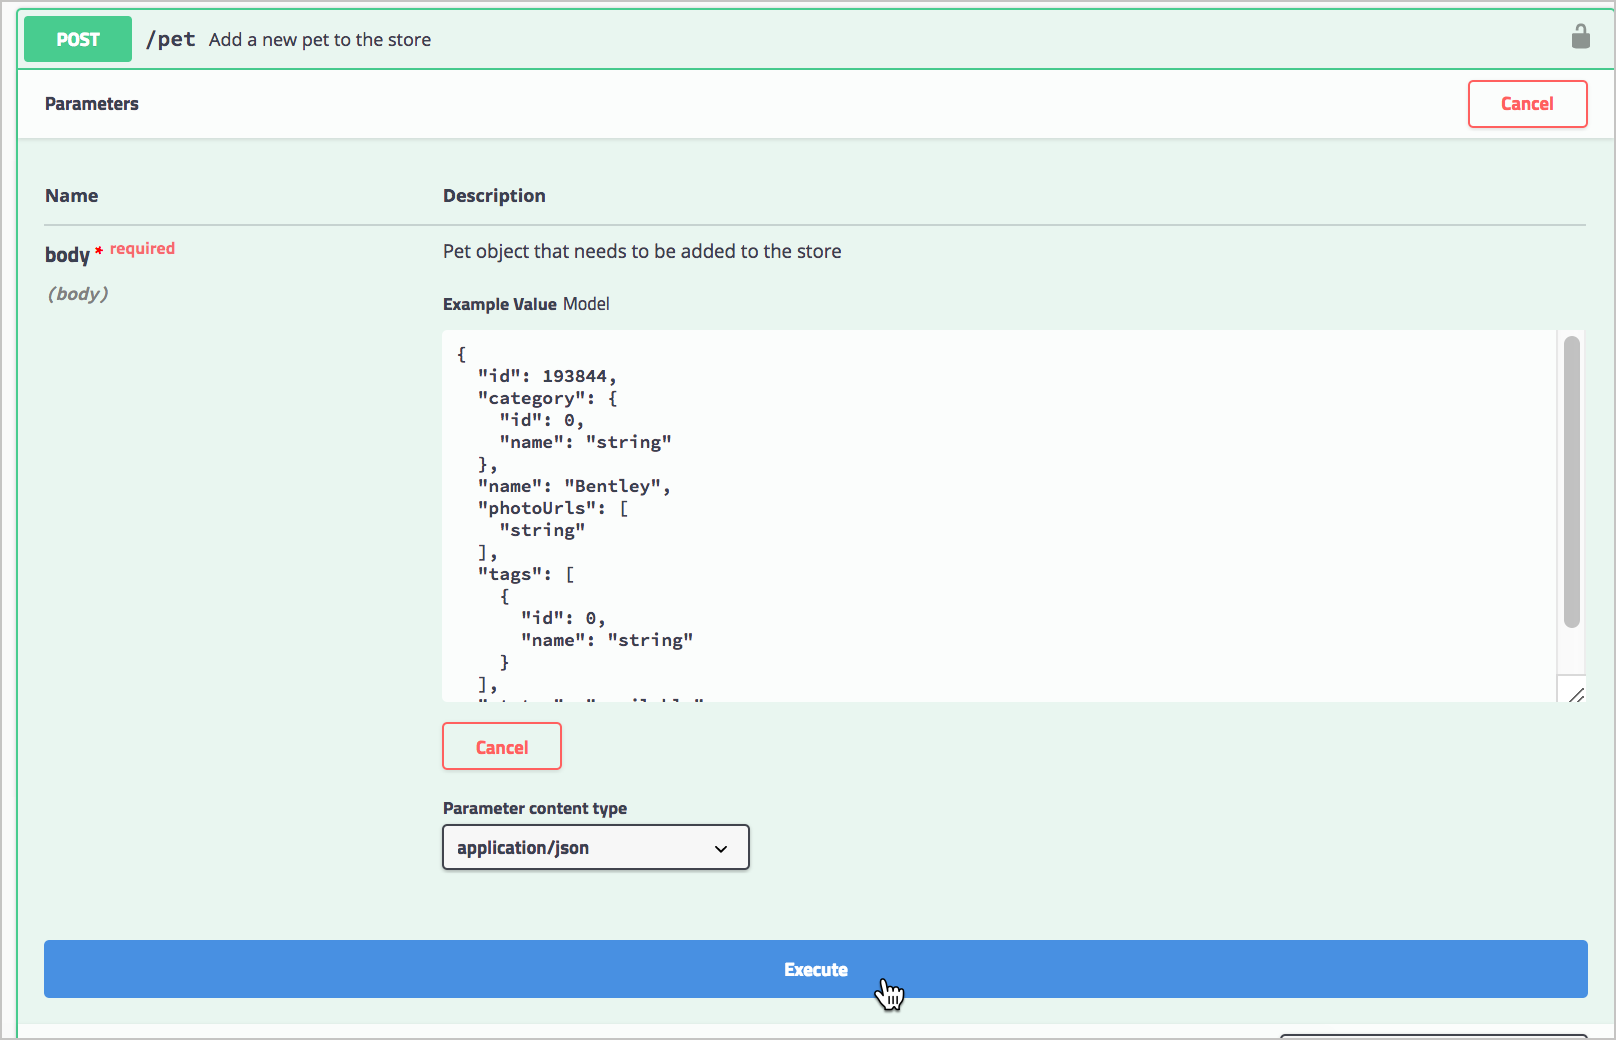 POST /pet Add a new pet to the store
Parameters Cancel
Name Description
body * required Pet object that needs to be added to the store
(body)
Example Value Model
{
  "id": 193844,
  "category": {
    "id": 0,
    "name": "string"
  },
  "name": "Bentley",
  "photoUrls": [
    "string"
  ],
  "tags": [
    {
      "id": 0,
      "name": "string"
    }
  ],
Cancel
Parameter content type
application/json
Execute